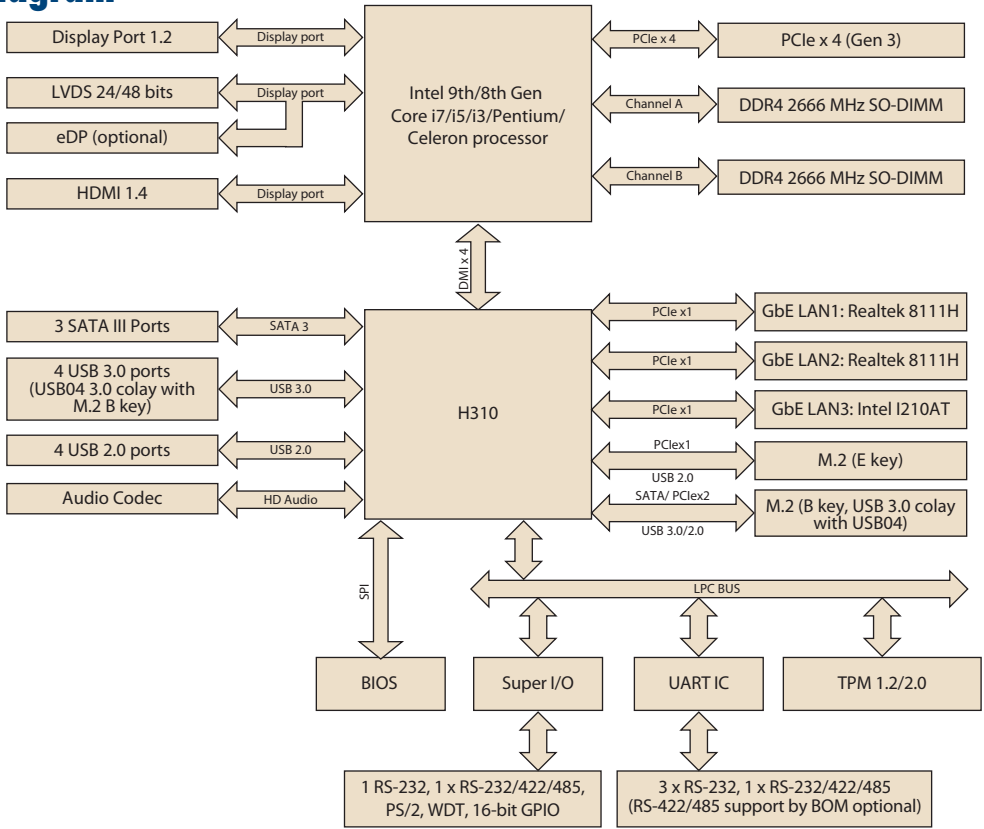 Display Port 1.2
Display port
LVDS 24/48 bits
Display port
eDP (optional)
HDMI 1.4
Display port
Intel 9th/8th Gen
Core i7/i5/i3/Pentium/
Celeron processor
PCIe x 4
PCIe x 4 (Gen 3)
Channel A
DDR4 2666 MHz SO-DIMM
Channel B
DDR4 2666 MHz SO-DIMM
DMI x 4
3 SATA III Ports
SATA 3
4 USB 3.0 ports
(USB04 3.0 colay with
M.2 B key)
USB 3.0
4 USB 2.0 ports
USB 2.0
Audio Codec
HD Audio
H310
PCIe x1
GbE LAN1: Realtek 8111H
PCIe x1
GbE LAN2: Realtek 8111H
PCIe x1
GbE LAN3: Intel I210AT
PCIex1
USB 2.0
M.2 (E key)
SATA/ PCIex2
USB 3.0/2.0
M.2 (B key, USB 3.0 colay
with USB04)
SPI
LPC BUS
BIOS
Super I/O
UART IC
TPM 1.2/2.0
1 RS-232, 1 x RS-232/422/485,
PS/2, WDT, 16-bit GPIO
3 x RS-232, 1 x RS-232/422/485
(RS-422/485 support by BOM optional)